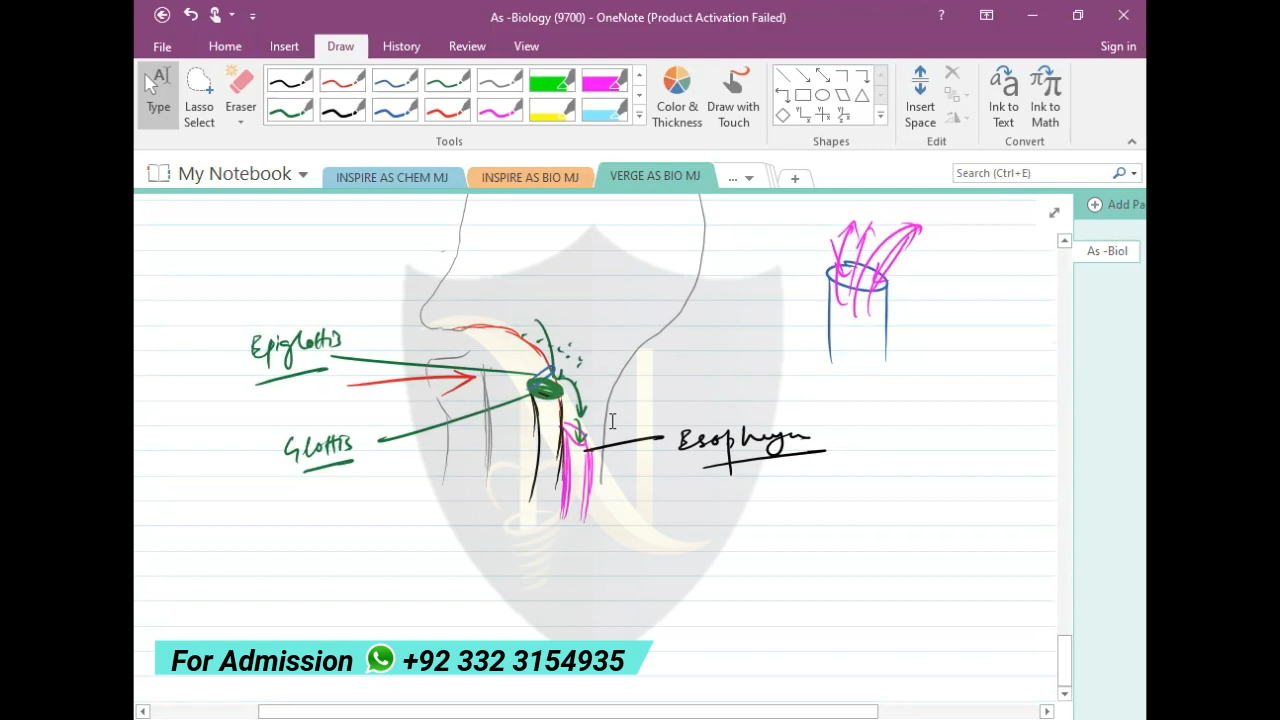 As -Biology (9700) - OneNote (Product Activation Failed)
File Home Insert Draw History Review View Sign in
Type
Lasso Select
Eraser
Color & Thickness
Draw with Touch
Insert Space
Ink to Text
Ink to Math
Tools Shapes Edit Convert
My Notebook INSPIRE AS CHEM MJ INSPIRE AS BIO MJ VERGE AS BIO MJ ... Search (Ctrl+E)
Add Pa
As -Biol
Epiglottis
Glottis
For Admission +92 332 3154935